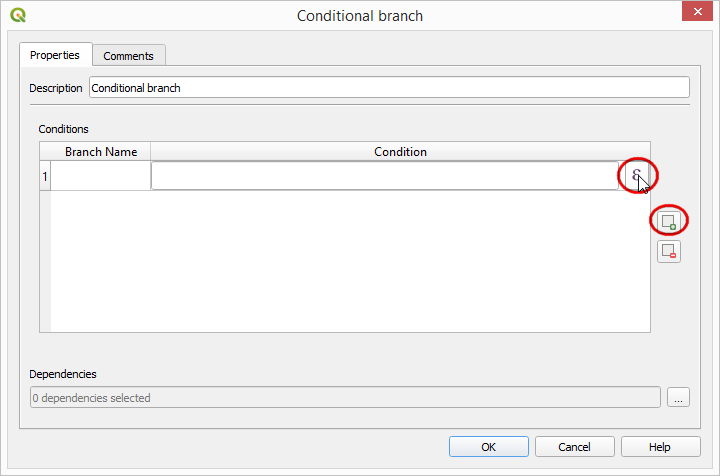 Conditional branch
Properties
Comments
Description
Conditional branch
Conditions
Branch Name
Condition
1
ε
Dependencies
0 dependencies selected
...
OK
Cancel
Help